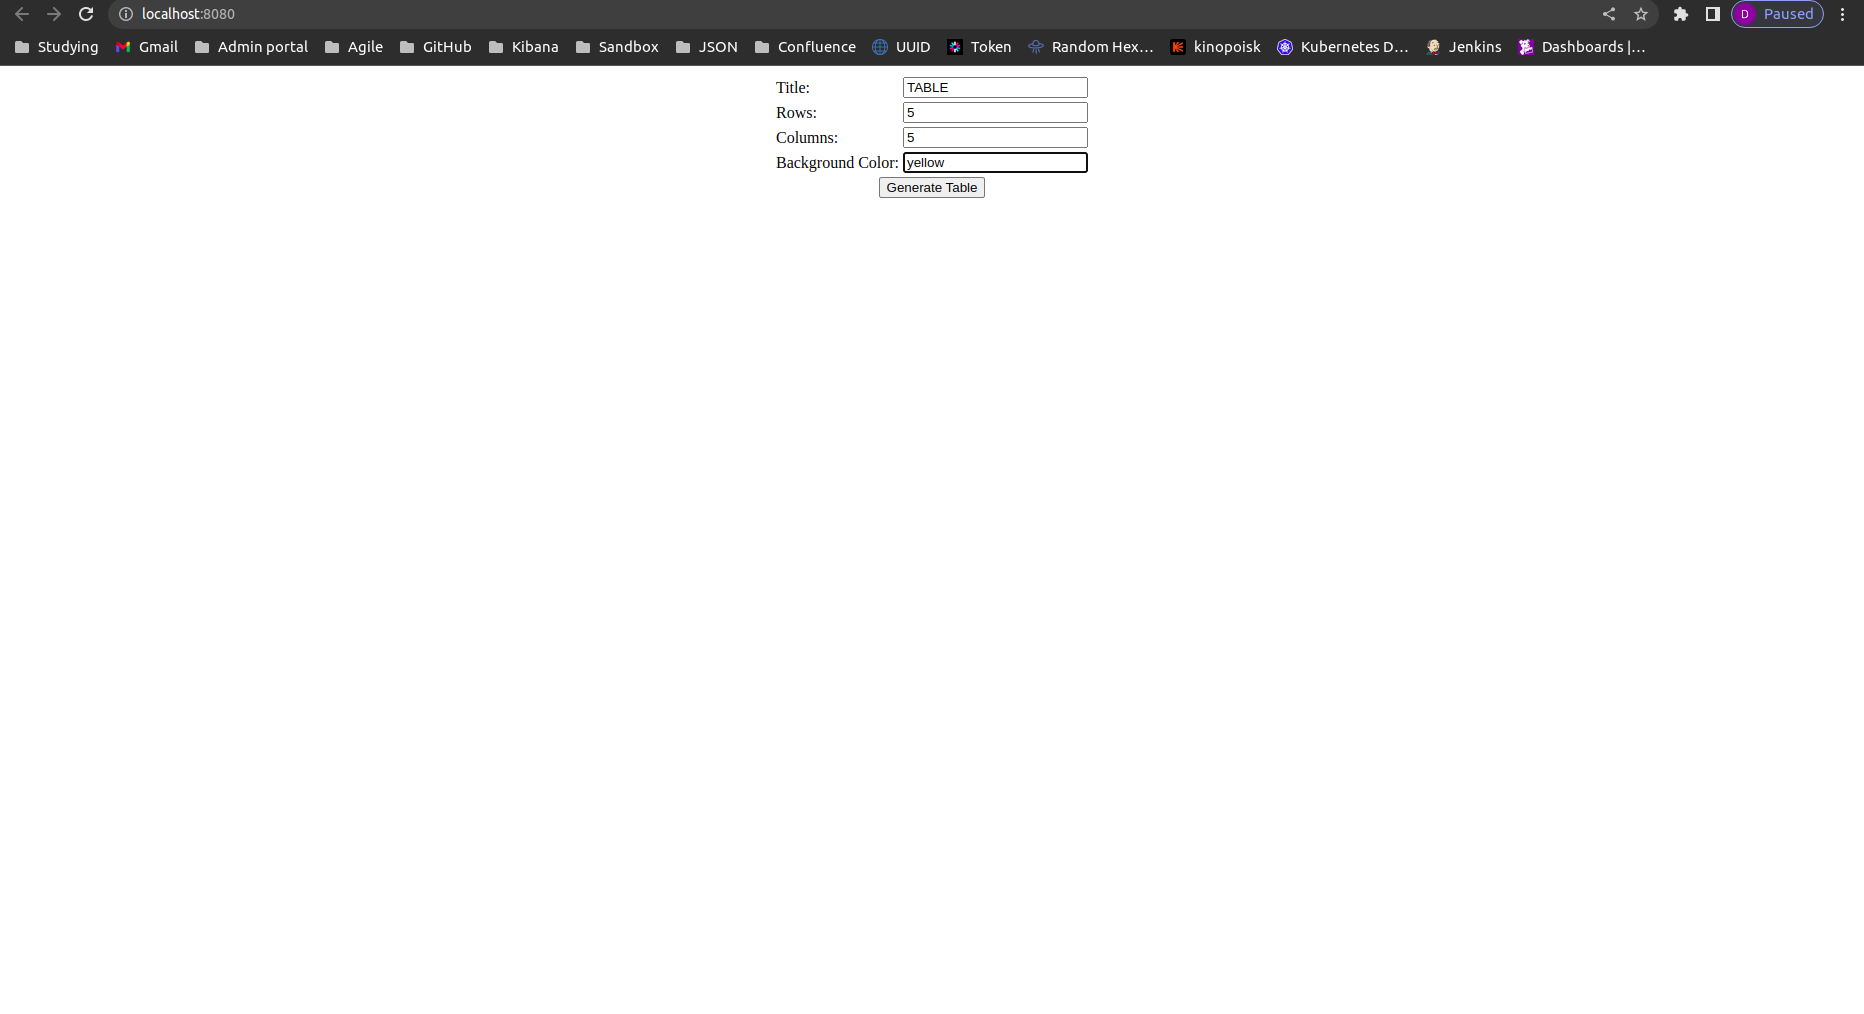 localhost:8080
D Paused
Studying Gmail Admin portal Agile GitHub Kibana Sandbox JSON Confluence UUID Token Random Hex... kinopoisk Kubernetes D... Jenkins Dashboards |...
Title: TABLE
Rows: 5
Columns: 5
Background Color: yellow
Generate Table